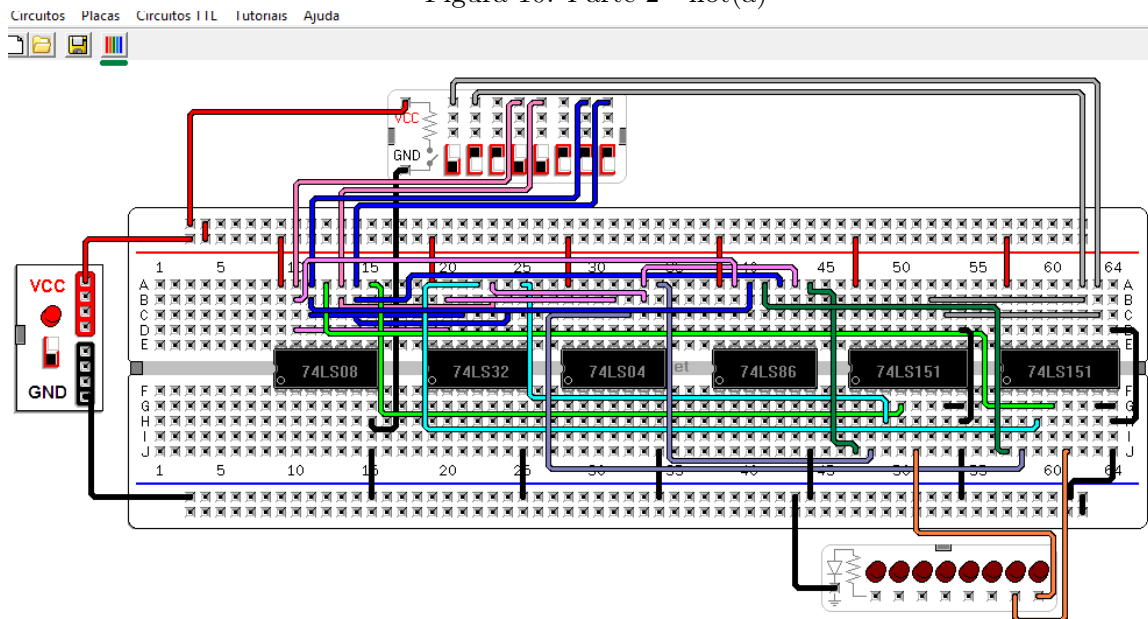 Figura 10: Parte 2 - not(a)
Circuitos Placas Circuitos TTL Tutoriais Ajuda
VCC
GND
1 5 10 15 20 25 30 35 40 45 50 55 60 64
VCC
GND
A A
B B
C C
D
E E
74LS08 74LS32 74LS04 74LS86 74LS151 74LS151
et
F F
G G
H
I I
J J
1 5 10 15 20 25 30 35 40 45 50 55 60 64